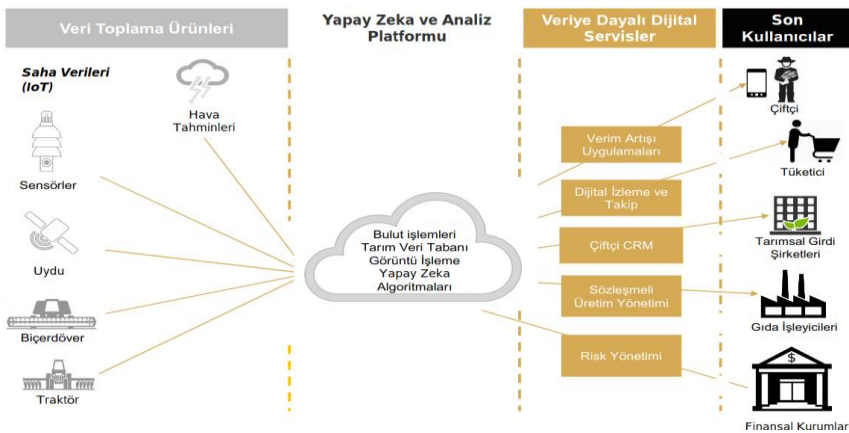 Veri Toplama Ürünleri
Yapay Zeka ve Analiz
Platformu
Veriye Dayalı Dijital
Servisler
Son
Kullanıcılar
Saha Verileri
(IoT)
Hava
Tahminleri
Sensörler
Uydu
Biçerdöver
Traktör
Bulut işlemleri
Tarım Veri Tabanı
Görüntü İşleme
Yapay Zeka
Algoritmaları
Verim Artışı
Uygulamaları
Dijital İzleme ve
Takip
Çiftçi CRM
Sözleşmeli
Üretim Yönetimi
Risk Yönetimi
Çiftçi
Tüketici
Tarımsal Girdi
Şirketleri
Gıda İşleyicileri
$
Finansal Kurumlar